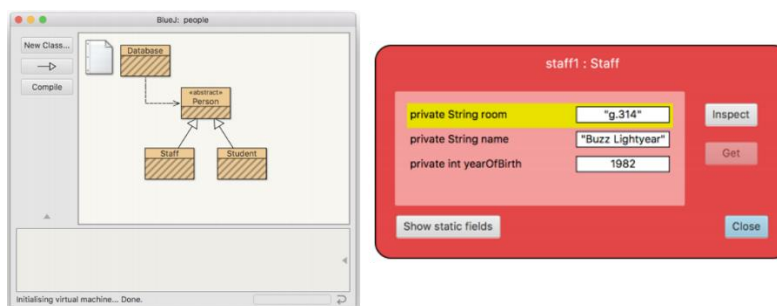 BlueJ: people
New Class...
Compile
Database
«abstract»
Person
Staff
Student
Initialising virtual machine... Done.
staff1 : Staff
private String room "g.314"
private String name "Buzz Lightyear"
private int yearOfBirth 1982
Inspect
Get
Show static fields
Close